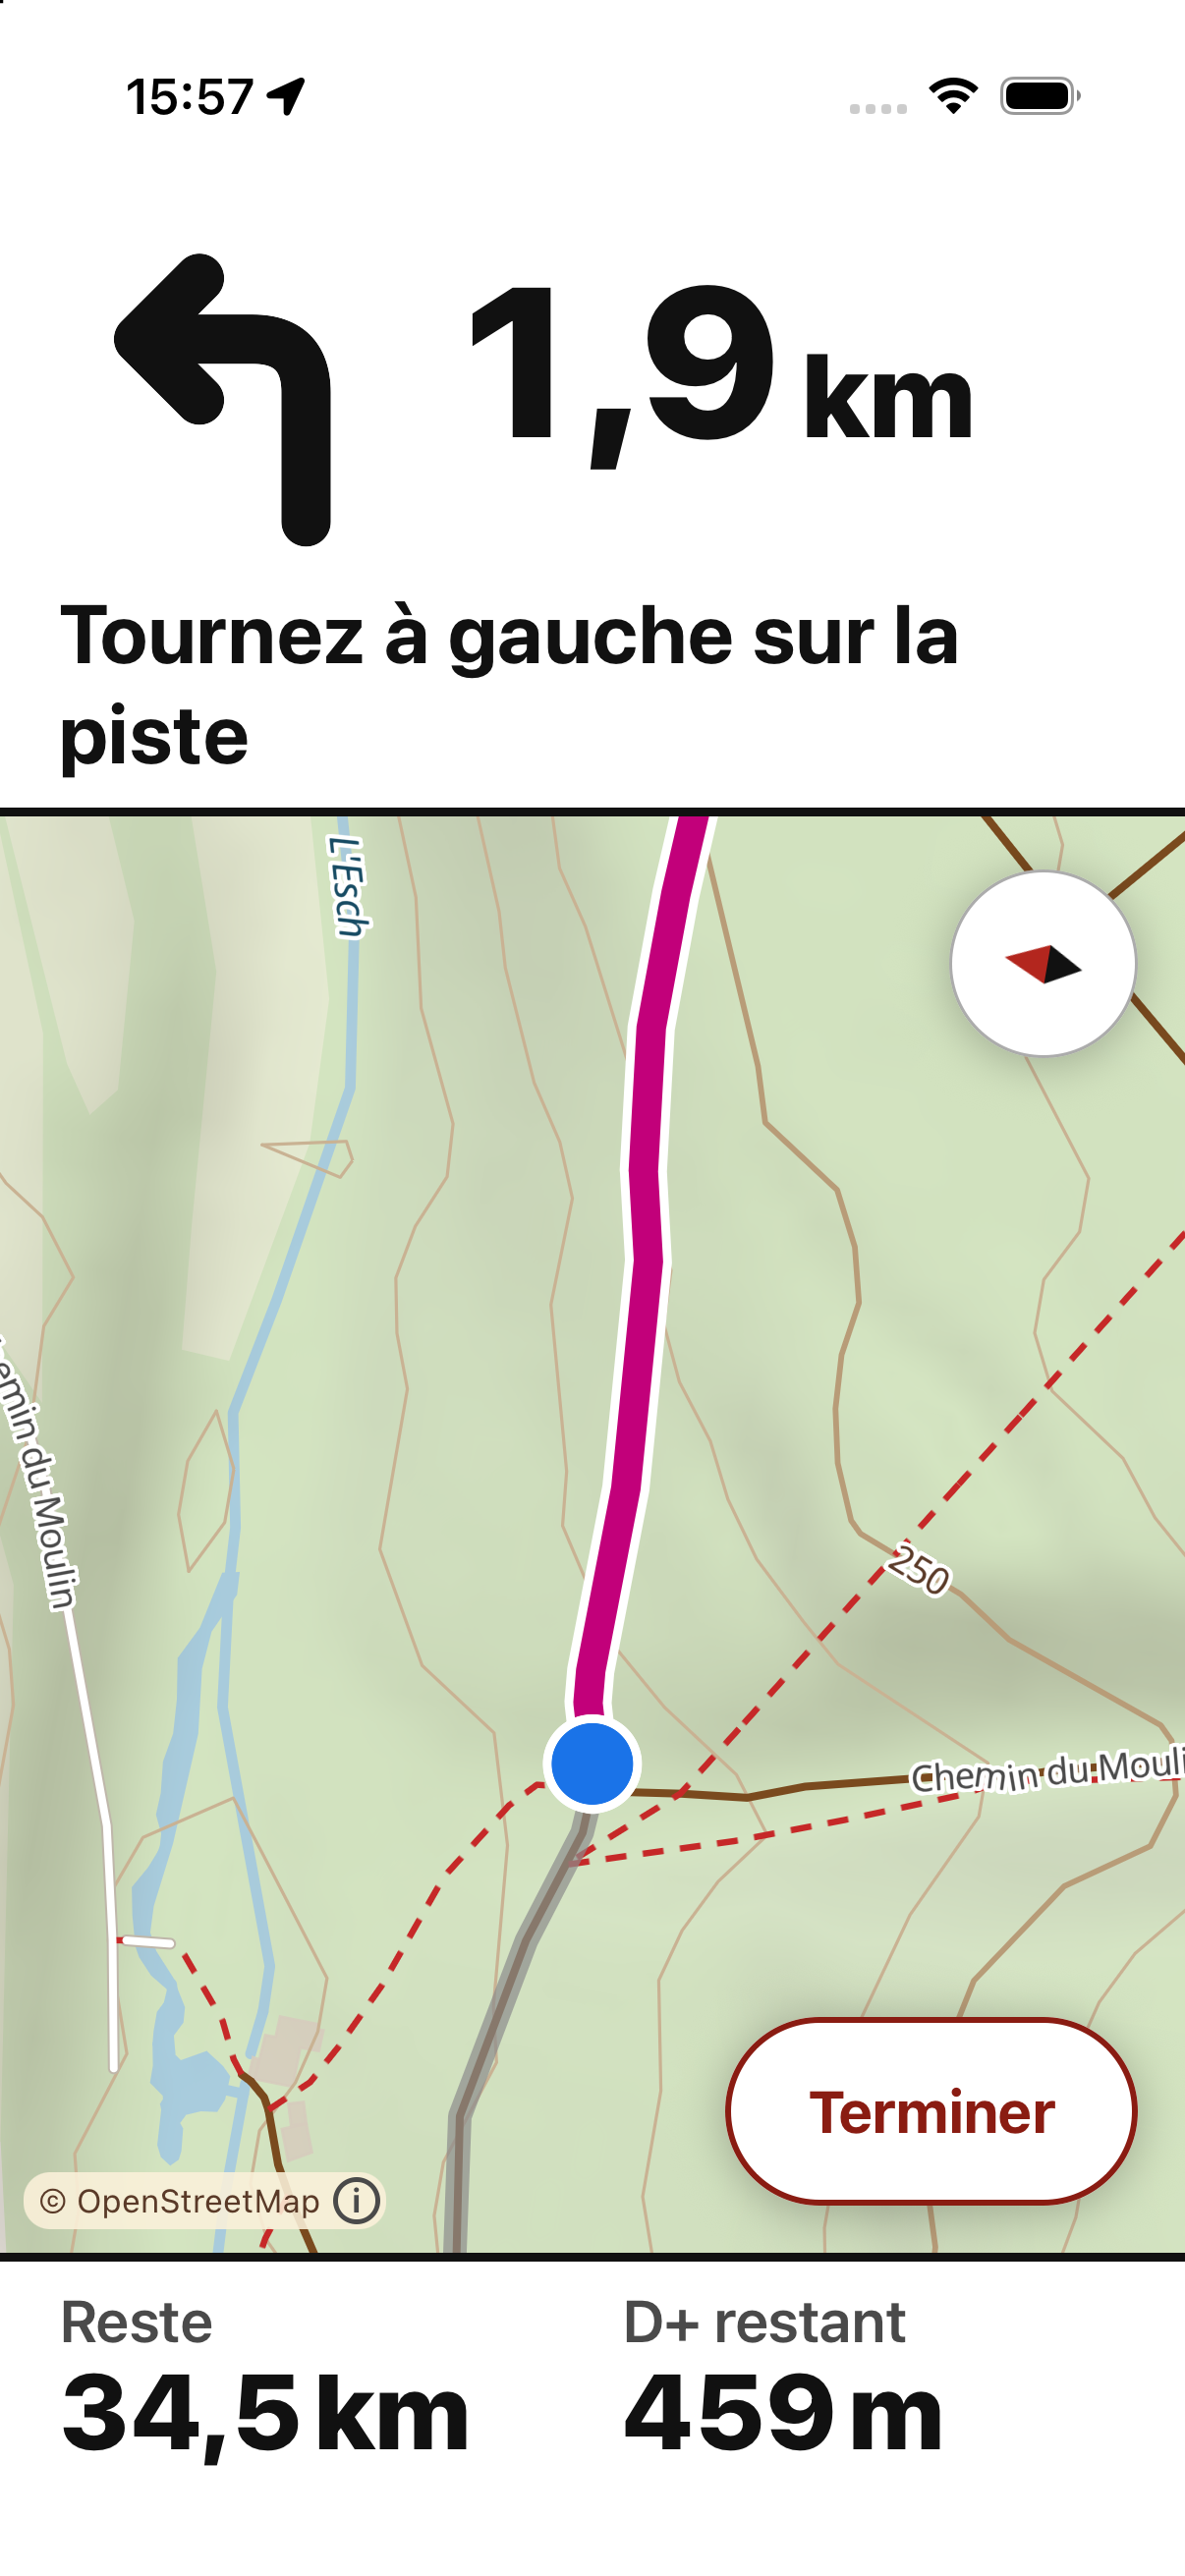 15:57
1,9 km
Tournez à gauche sur la
piste
L'Esch
emin du Moulin
250
Chemin du Mouli
Terminer
© OpenStreetMap i
Reste
D+ restant
34,5 km
459 m